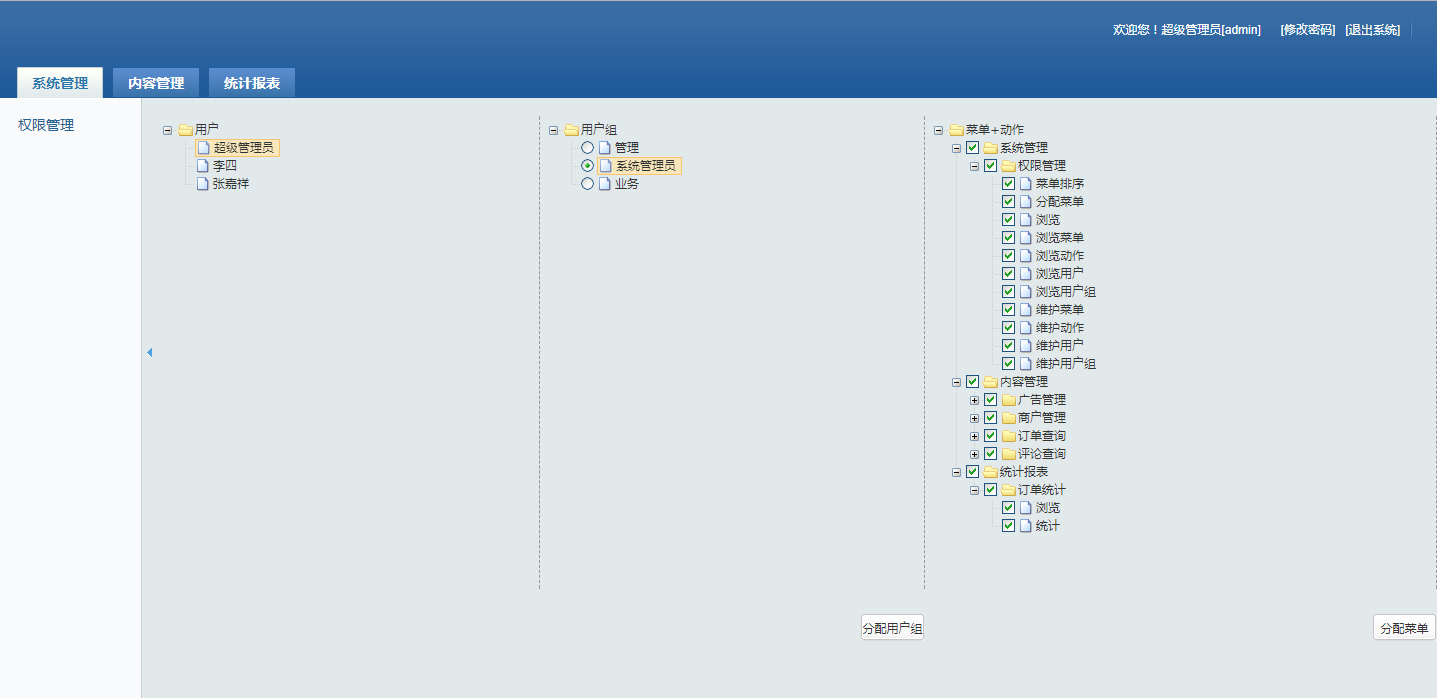 欢迎您！超级管理员[admin] [修改密码] [退出系统]
系统管理 内容管理 统计报表
权限管理
用户
超级管理员
李四
张嘉祥
用户组
管理
系统管理员
业务
菜单+动作
系统管理
权限管理
菜单排序
分配菜单
浏览
浏览菜单
浏览动作
浏览用户
浏览用户组
维护菜单
维护动作
维护用户
维护用户组
内容管理
广告管理
商户管理
订单查询
评论查询
统计报表
订单统计
浏览
统计
分配用户组
分配菜单